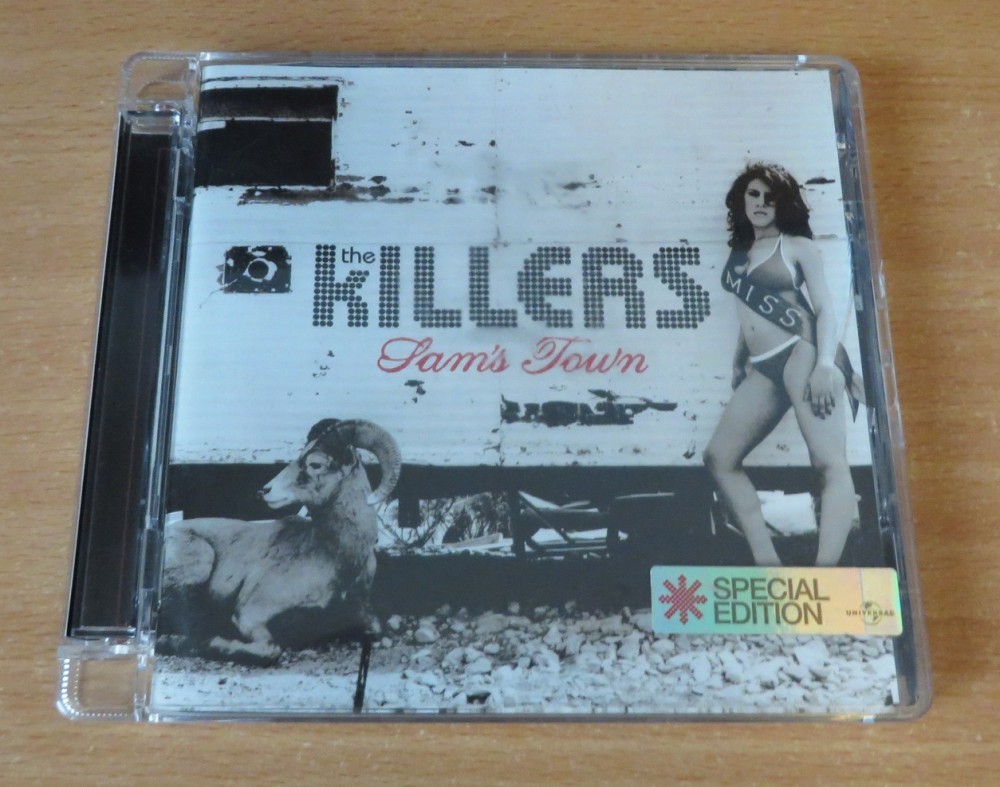 the
KILLERS
Sam's Town
MISS
SPECIAL
EDITION
UNIVERSAL